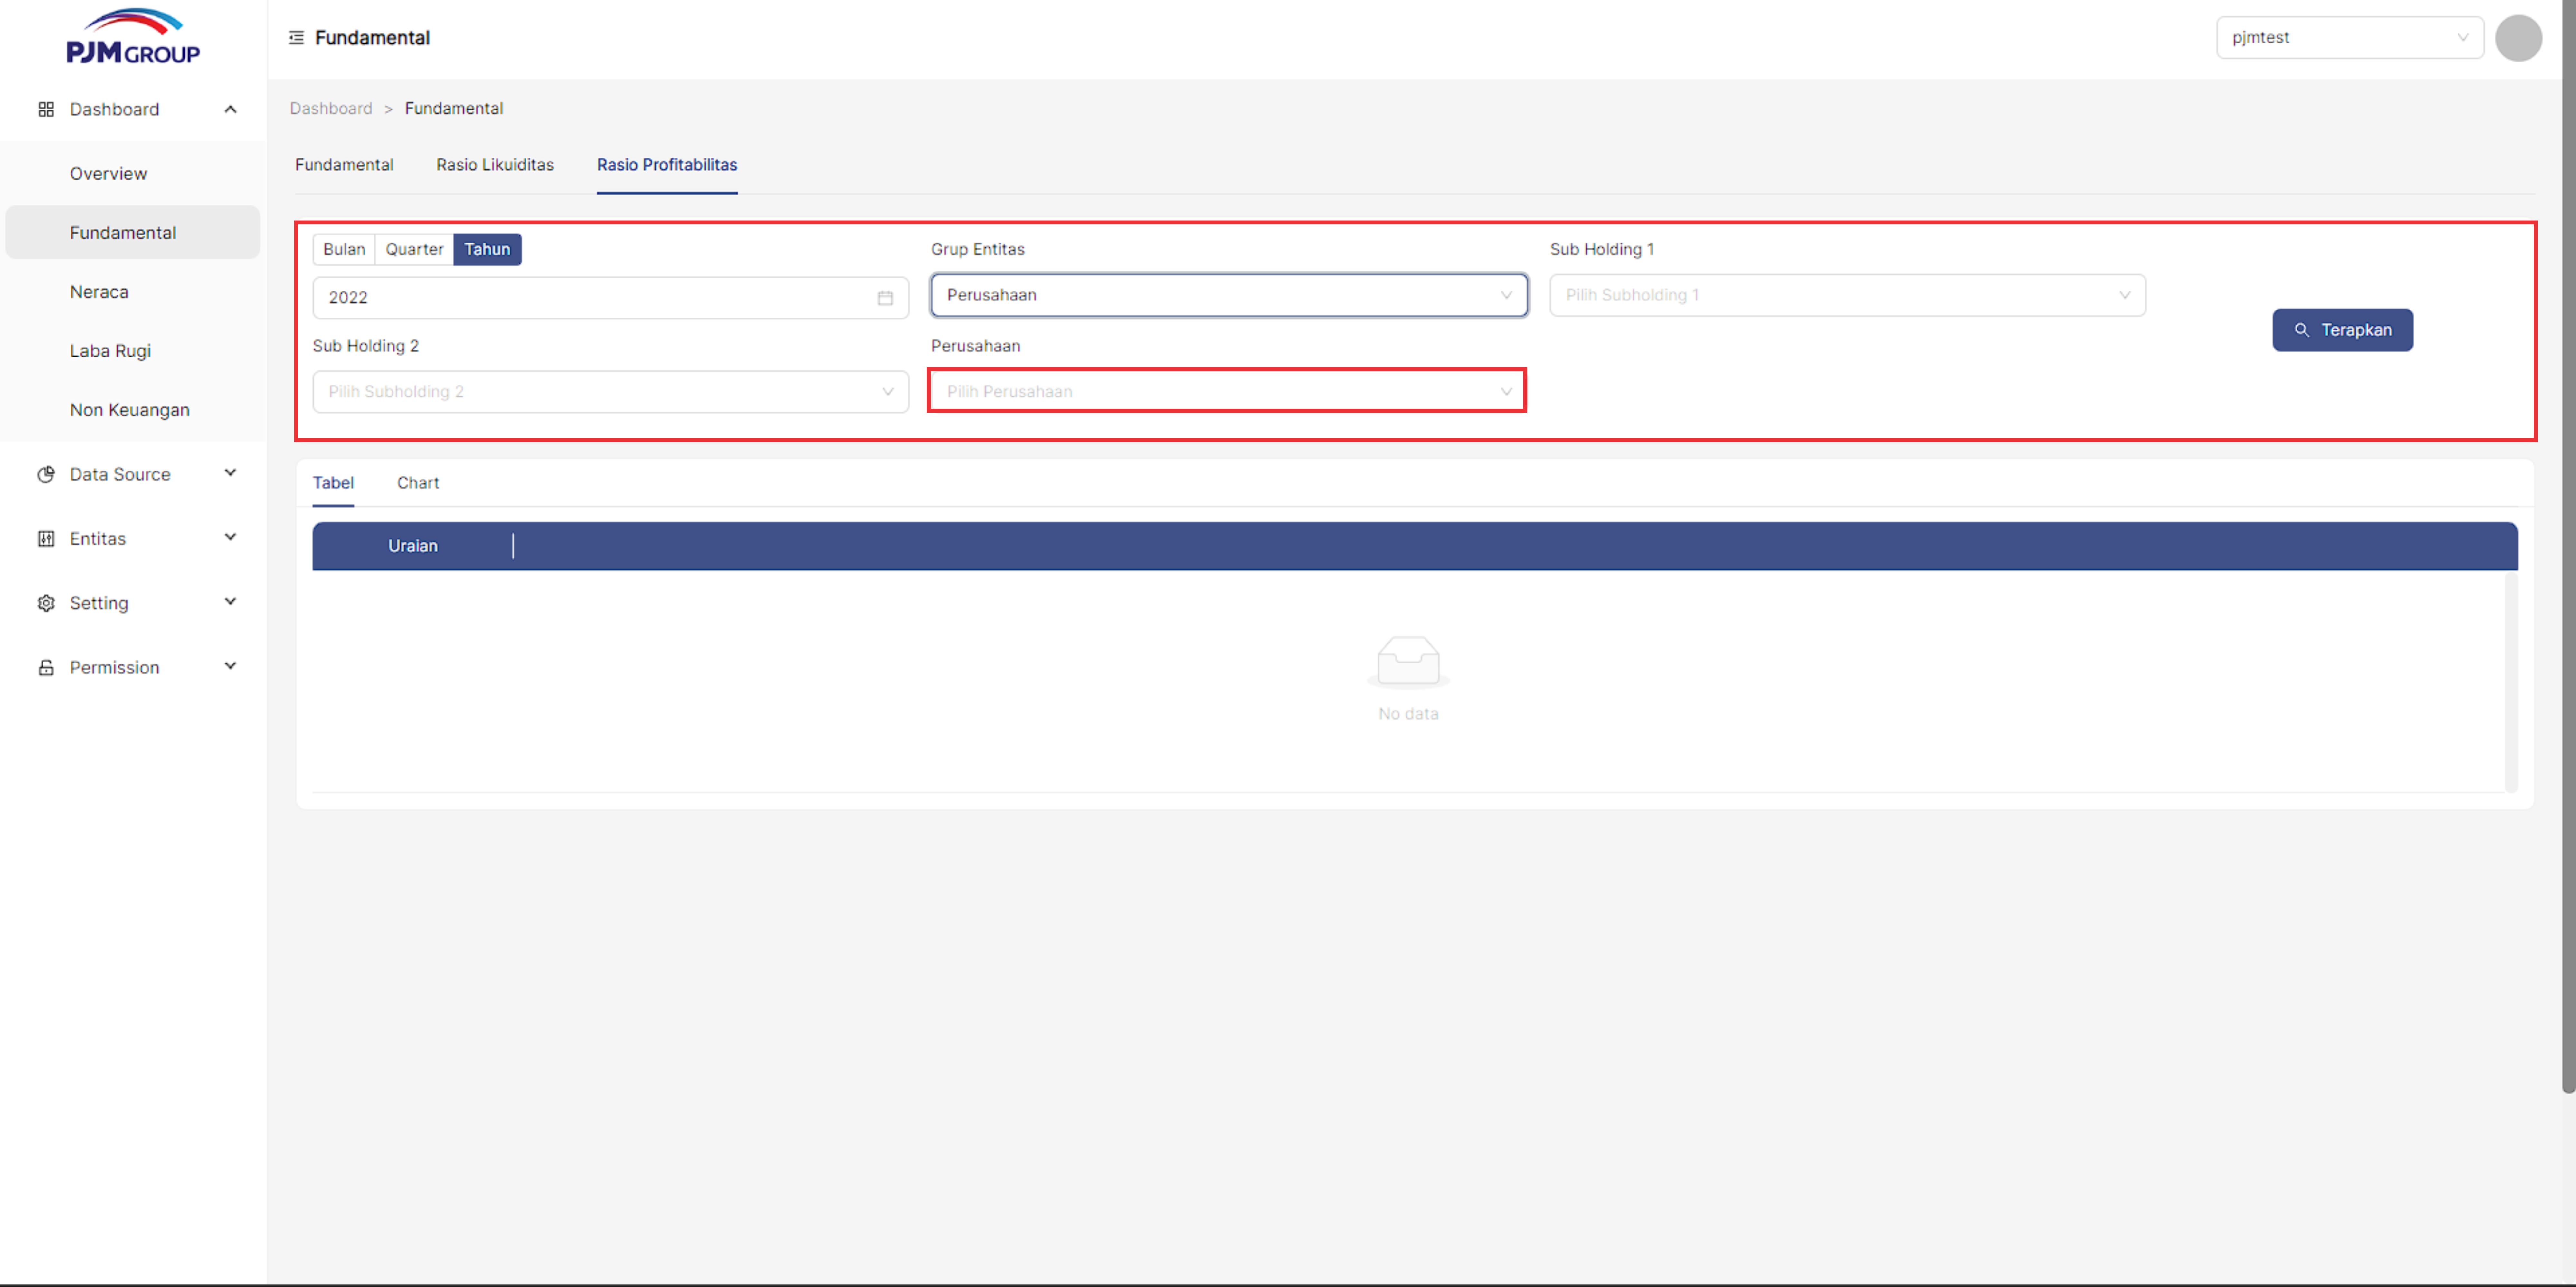 PJM GROUP
Dashboard
Overview
Fundamental
Neraca
Laba Rugi
Non Keuangan
Data Source
Entitas
Setting
Permission
Fundamental
pjmtest
Dashboard > Fundamental
Fundamental Rasio Likuiditas Rasio Profitabilitas
Bulan Quarter Tahun
2022
Grup Entitas
Perusahaan
Sub Holding 1
Pilih Subholding 1
Sub Holding 2
Pilih Subholding 2
Perusahaan
Pilih Perusahaan
Terapkan
Tabel Chart
Uraian
No data